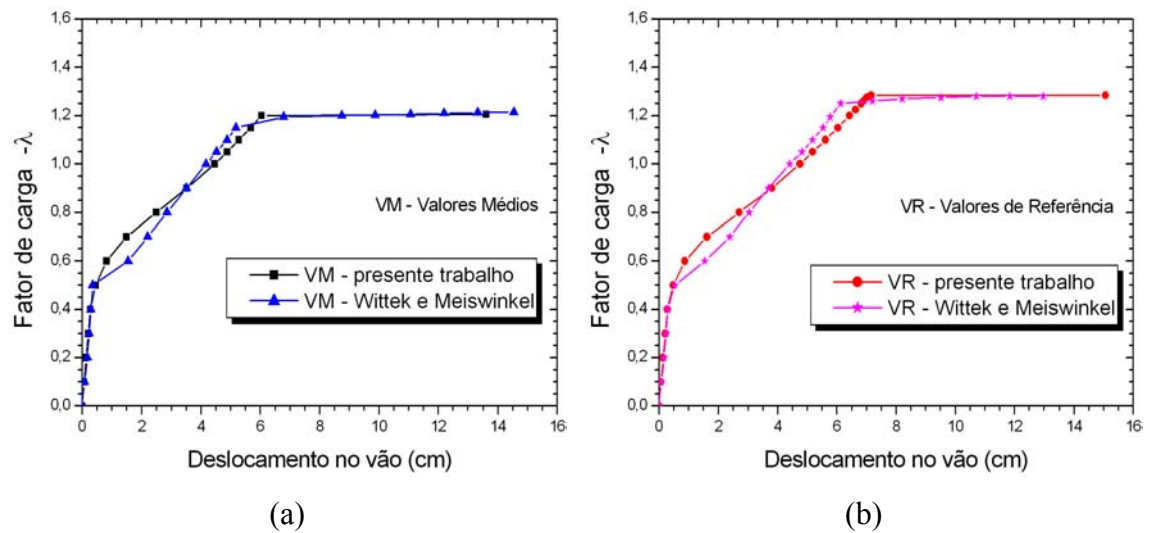 1,6
1,4
1,2
1,0
0,8
0,6
0,4
0,2
0,0
Fator de carga -λ
VM - Valores Médios
VM - presente trabalho
VM - Wittek e Meiswinkel
0 2 4 6 8 10 12 14 16
Deslocamento no vão (cm)
(a)
1,6
1,4
1,2
1,0
0,8
0,6
0,4
0,2
0,0
Fator de carga -λ
VR - Valores de Referência
VR - presente trabalho
VR - Wittek e Meiswinkel
0 2 4 6 8 10 12 14 16
Deslocamento no vão (cm)
(b)